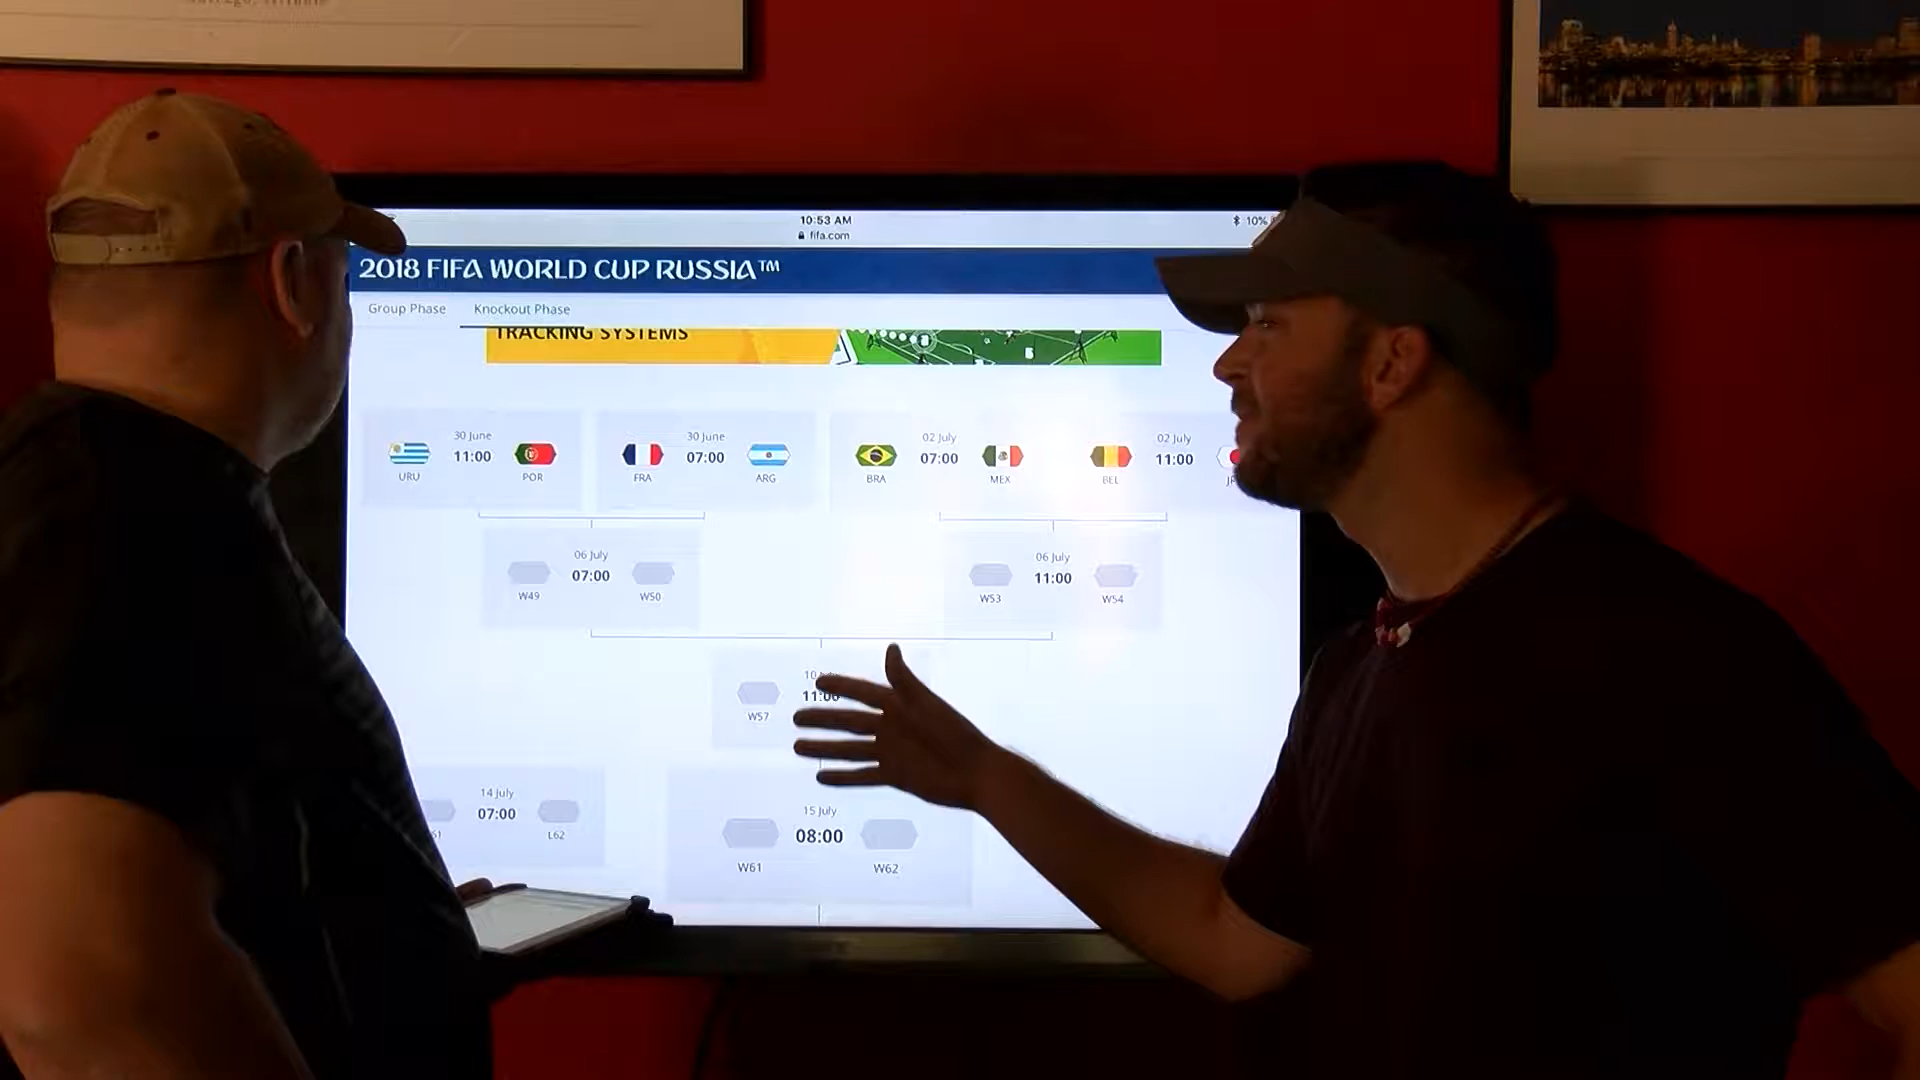 10:53 AM
10%
fifa.com
2018 FIFA WORLD CUP RUSSIA™
Group Phase Knockout Phase
TRACKING SYSTEMS
30 June
11:00
URU POR
30 June
07:00
FRA ARG
02 July
07:00
BRA MEX
02 July
11:00
BEL
06 July
07:00
W49 W50
06 July
11:00
W53 W54
10
11:00
W57
14 July
07:00
L62
15 July
08:00
W61 W62